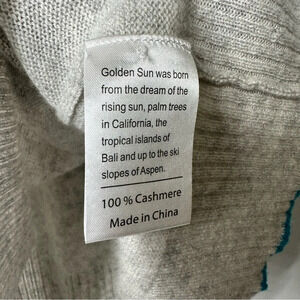 Golden Sun was born
from the dream of the
rising sun, palm trees
in California, the
tropical islands of
Bali and up to the ski
slopes of Aspen.
100 % Cashmere
Made in China